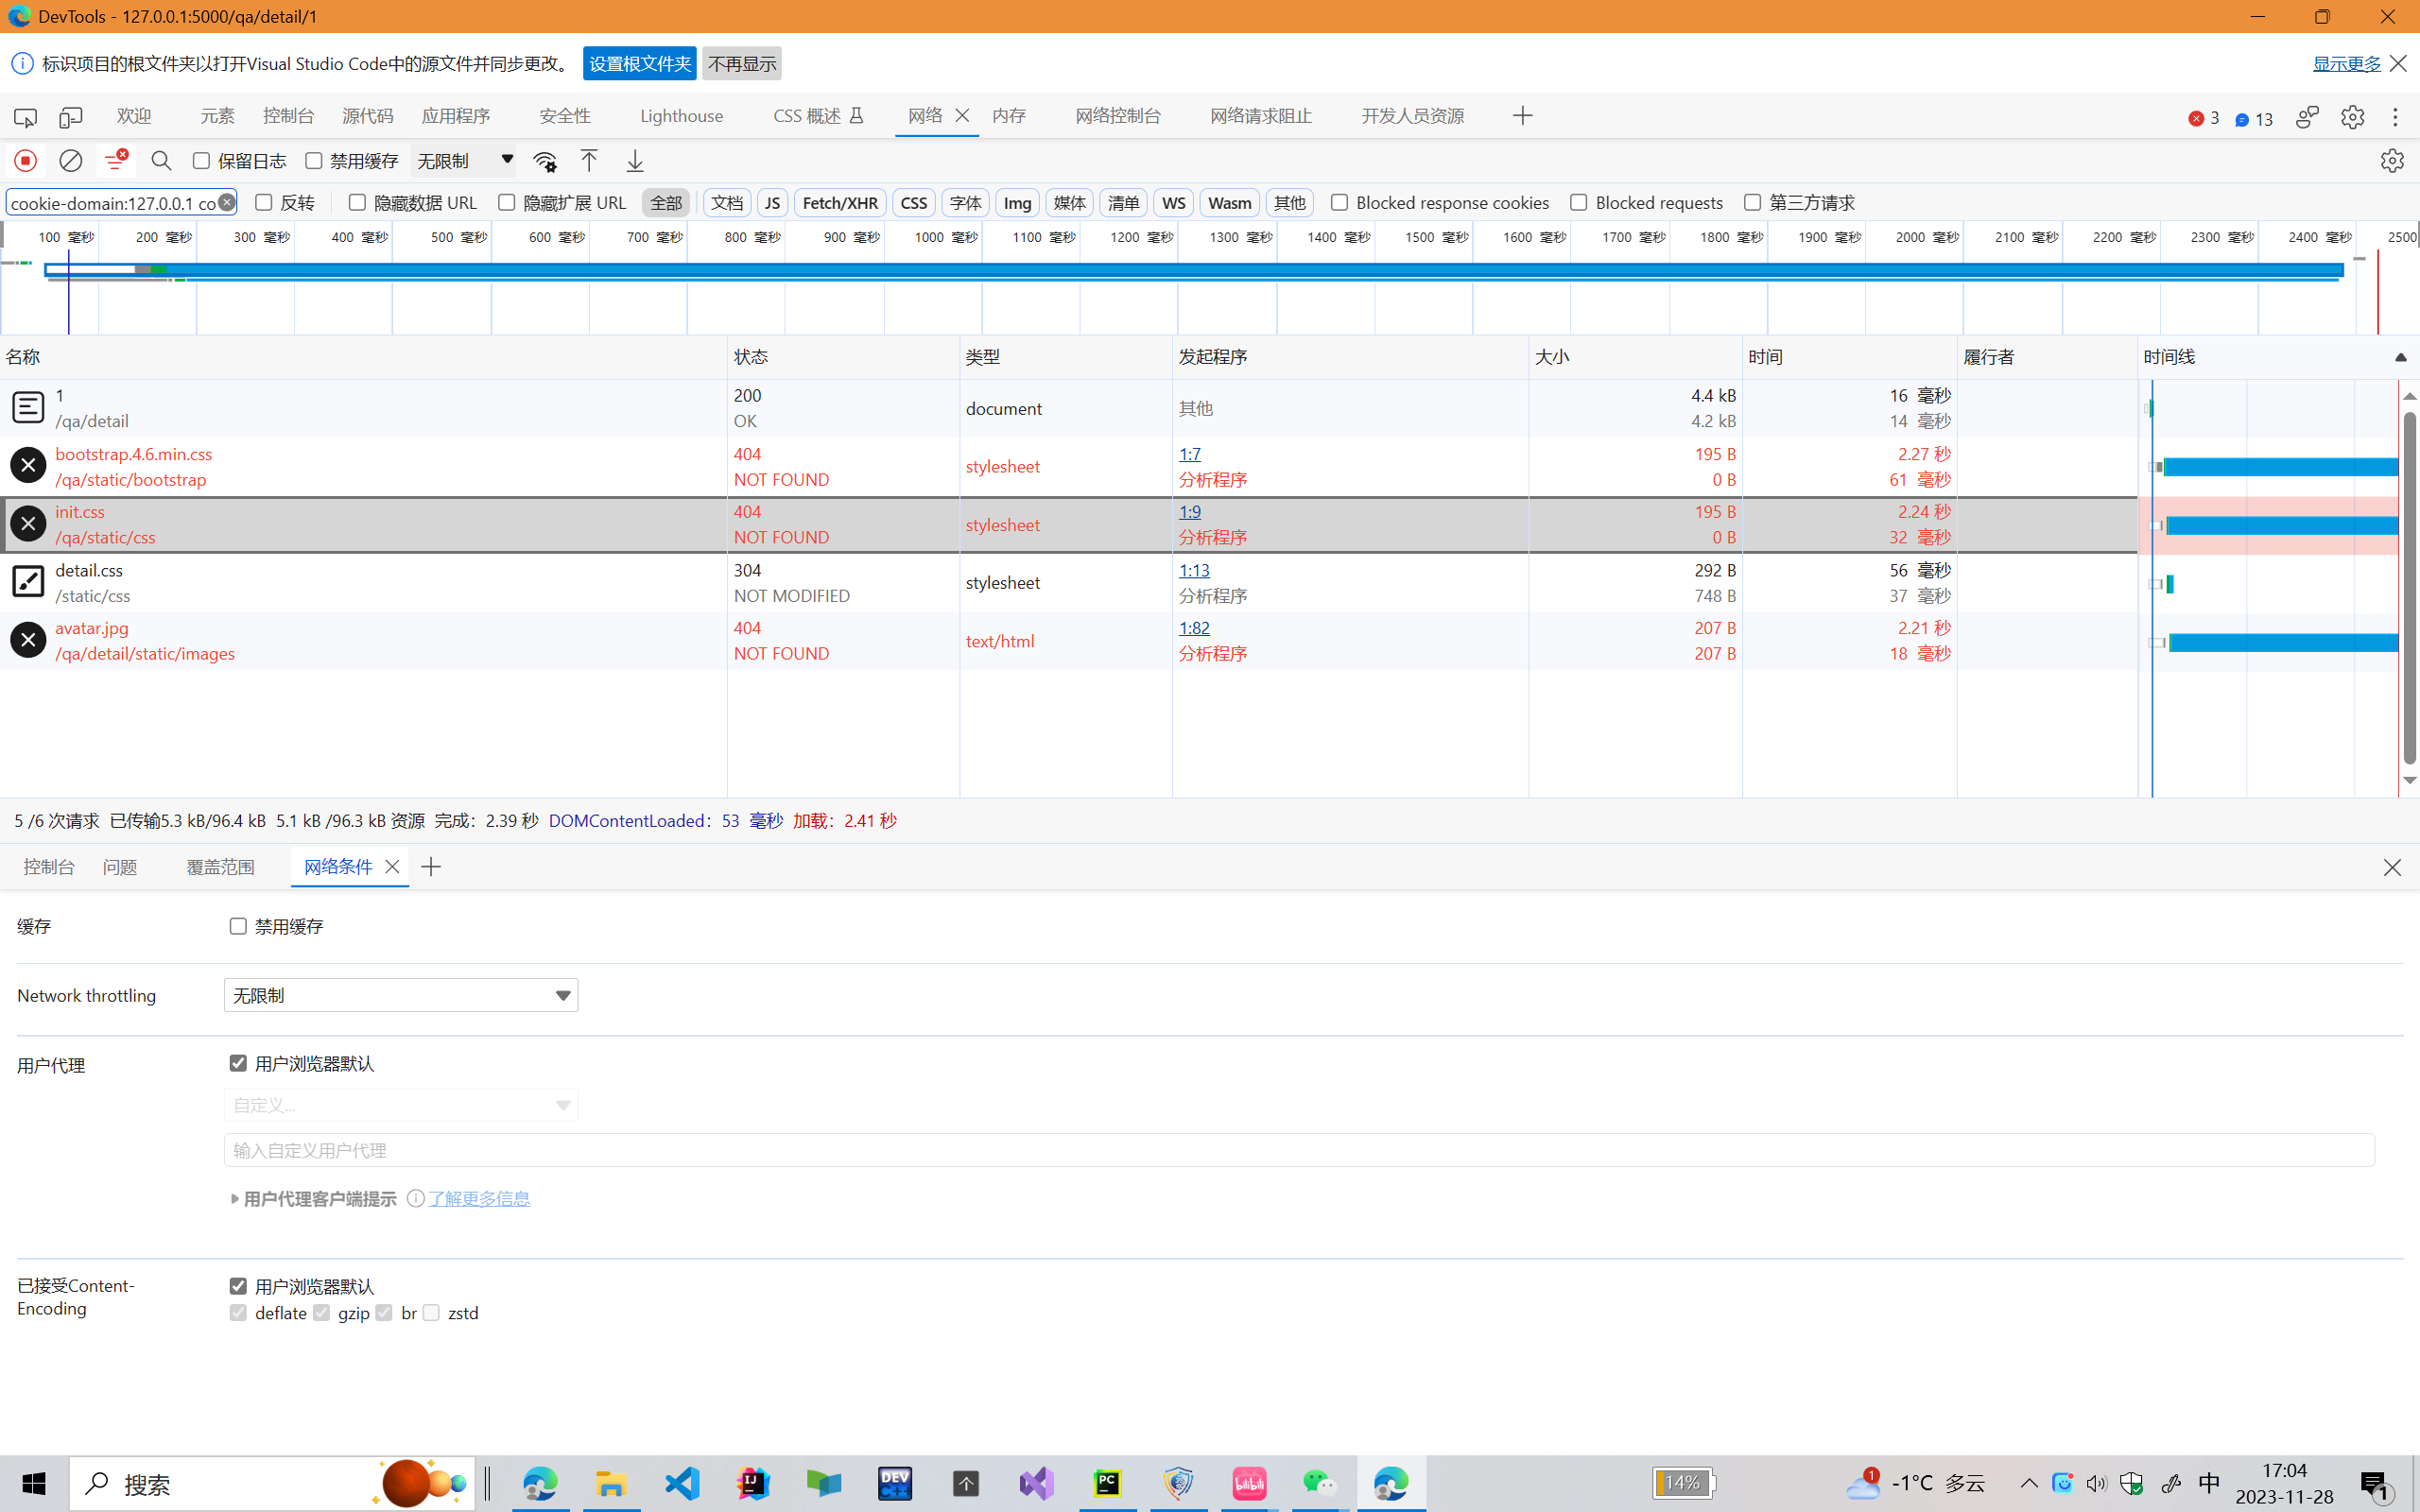 DevTools - 127.0.0.1:5000/qa/detail/1
标识项目的根文件夹以打开Visual Studio Code中的源文件并同步更改。 设置根文件夹 不再显示 显示更多
欢迎 元素 控制台 源代码 应用程序 安全性 Lighthouse CSS 概述 网络 内存 网络控制台 网络请求阻止 开发人员资源 3 13
保留日志 禁用缓存 无限制
cookie-domain:127.0.0.1 co 反转 隐藏数据 URL 隐藏扩展 URL 全部 文档 JS Fetch/XHR CSS 字体 Img 媒体 清单 WS Wasm 其他 Blocked response cookies Blocked requests 第三方请求
100 毫秒 200 毫秒 300 毫秒 400 毫秒 500 毫秒 600 毫秒 700 毫秒 800 毫秒 900 毫秒 1000 毫秒 1100 毫秒 1200 毫秒 1300 毫秒 1400 毫秒 1500 毫秒 1600 毫秒 1700 毫秒 1800 毫秒 1900 毫秒 2000 毫秒 2100 毫秒 2200 毫秒 2300 毫秒 2400 毫秒 2500
名称 状态 类型 发起程序 大小 时间 履行者 时间线
1 200 document 其他 4.4 kB 16 毫秒
/qa/detail OK 4.2 kB 14 毫秒
bootstrap.4.6.min.css 404 stylesheet 1:7 195 B 2.27 秒
/qa/static/bootstrap NOT FOUND 分析程序 0 B 61 毫秒
init.css 404 stylesheet 1:9 195 B 2.24 秒
/qa/static/css NOT FOUND 分析程序 0 B 32 毫秒
detail.css 304 stylesheet 1:13 292 B 56 毫秒
/static/css NOT MODIFIED 分析程序 748 B 37 毫秒
avatar.jpg 404 text/html 1:82 207 B 2.21 秒
/qa/detail/static/images NOT FOUND 分析程序 207 B 18 毫秒
5 /6 次请求 已传输5.3 kB/96.4 kB 5.1 kB /96.3 kB 资源 完成：2.39 秒 DOMContentLoaded：53 毫秒 加载：2.41 秒
控制台 问题 覆盖范围 网络条件
缓存 禁用缓存
Network throttling 无限制
用户代理 用户浏览器默认
自定义...
输入自定义用户代理
用户代理客户端提示 了解更多信息
已接受Content-
Encoding
用户浏览器默认
deflate gzip br zstd
搜索 IJ DEV C++ PC bilibili 14% 1 -1°C 多云 中 17:04
2023-11-28 1